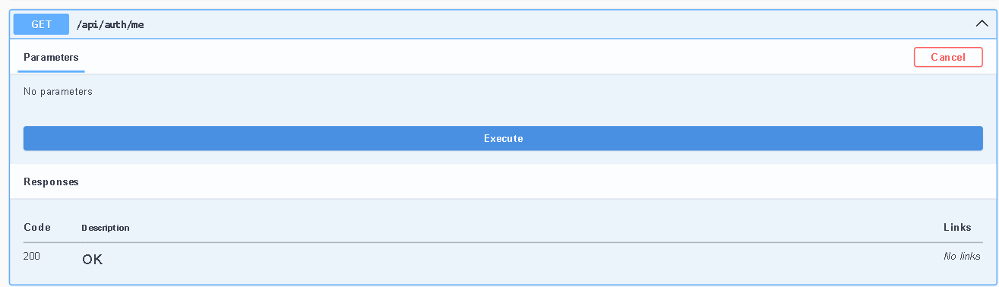 GET /api/auth/me
Parameters Cancel
No parameters
Execute
Responses
Code Description Links
200 OK No links